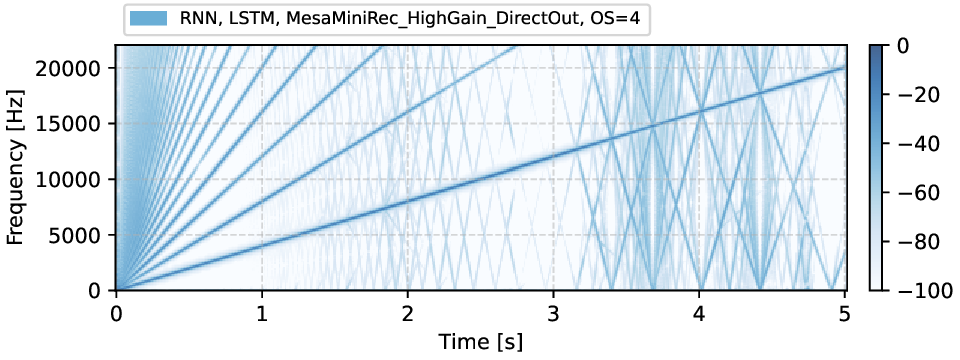 RNN, LSTM, MesaMiniRec_HighGain_DirectOut, OS=4
Frequency [Hz]
20000
15000
10000
5000
0
0 1 2 3 4 5
Time [s]
0
−20
−40
−60
−80
−100